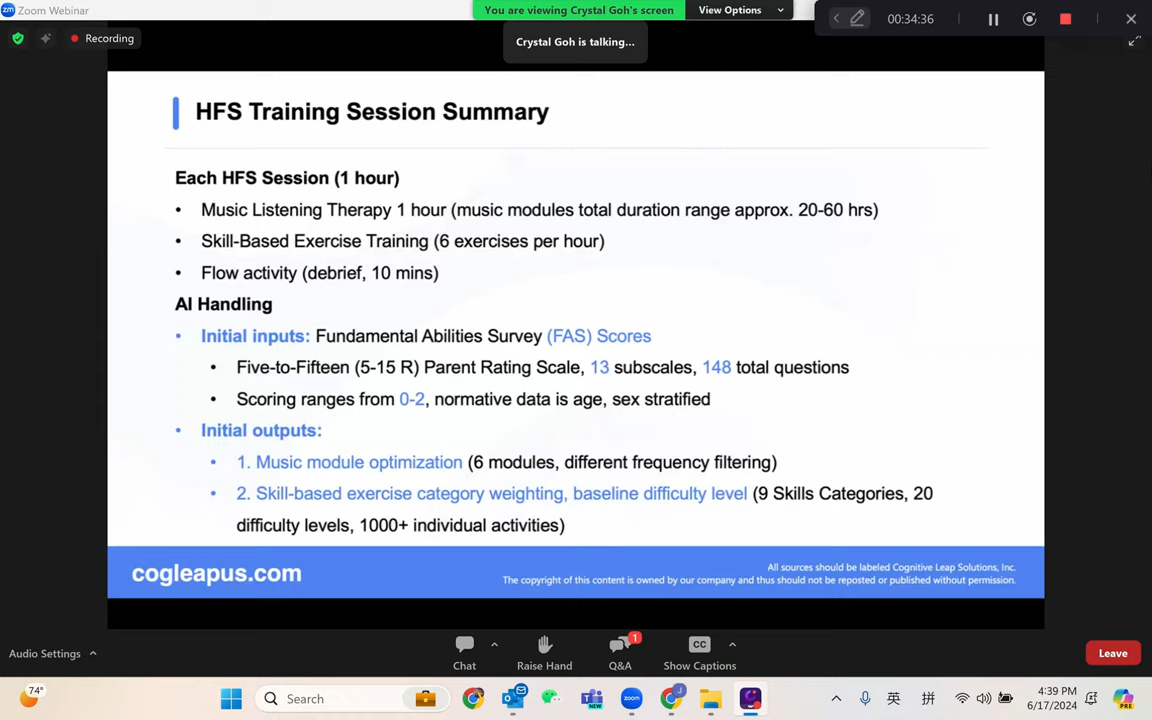 zm Zoom Webinar
You are viewing Crystal Goh's screen
View Options
00:34:36
Recording
Crystal Goh is talking...
HFS Training Session Summary
Each HFS Session (1 hour)
• Music Listening Therapy 1 hour (music modules total duration range approx. 20-60 hrs)
• Skill-Based Exercise Training (6 exercises per hour)
• Flow activity (debrief, 10 mins)
AI Handling
• Initial inputs: Fundamental Abilities Survey (FAS) Scores
• Five-to-Fifteen (5-15 R) Parent Rating Scale, 13 subscales, 148 total questions
• Scoring ranges from 0-2, normative data is age, sex stratified
• Initial outputs:
• 1. Music module optimization (6 modules, different frequency filtering)
• 2. Skill-based exercise category weighting, baseline difficulty level (9 Skills Categories, 20
difficulty levels, 1000+ individual activities)
cogleapus.com
All sources should be labeled Cognitive Leap Solutions, Inc.
The copyright of this content is owned by our company and thus should not be reposted or published without permission.
Audio Settings
Chat
Raise Hand
1
Q&A
CC
Show Captions
Leave
74°
Search
zoom
J
NEW
英
拼
4:39 PM
6/17/2024
PRE